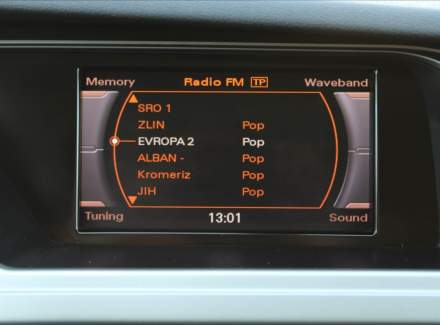 Memory Radio FM TP Waveband
SRO 1
ZLIN Pop
EVROPA 2 Pop
ALBAN - Pop
Kromeriz Pop
JIH Pop
Tuning 13:01 Sound